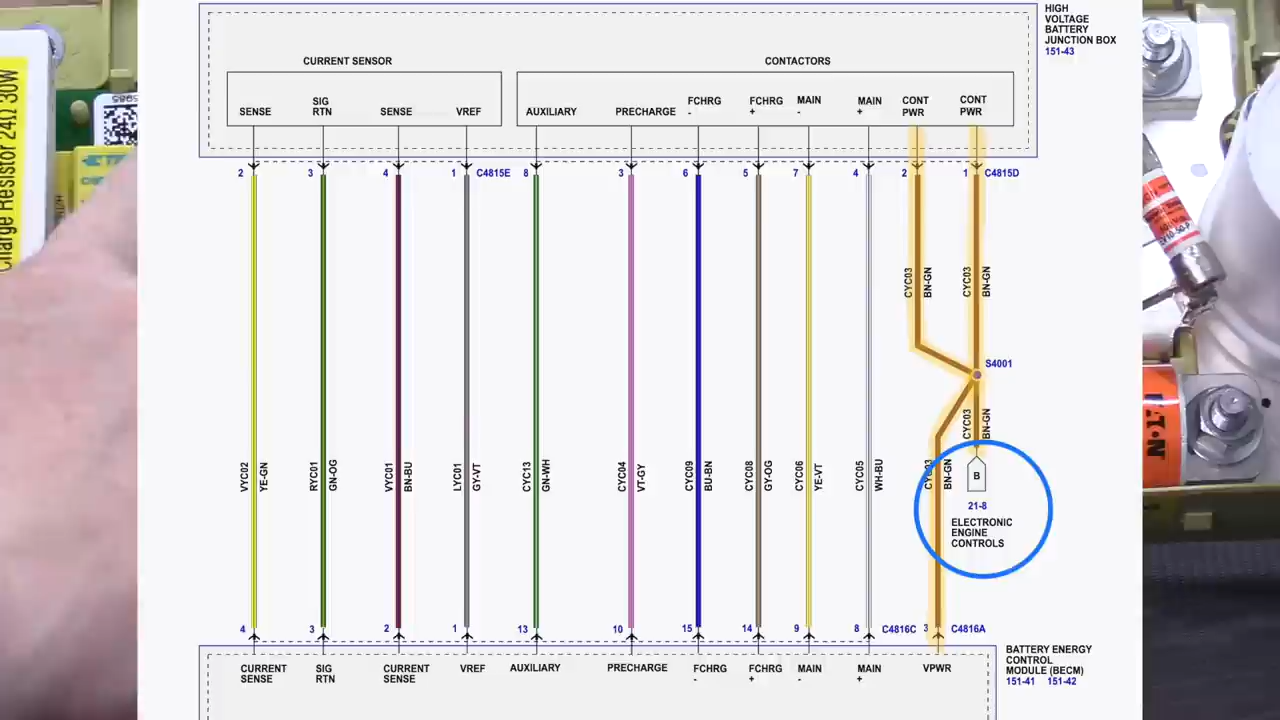 HIGH
VOLTAGE
BATTERY
JUNCTION BOX
151-43
CURRENT SENSOR
CONTACTORS
SENSE
SIG
RTN
SENSE
VREF
AUXILIARY
PRECHARGE
FCHRG
-
FCHRG
+
MAIN
-
MAIN
+
CONT
PWR
CONT
PWR
2
3
4
1
C4815E
8
3
6
5
7
4
2
1
C4815D
CYC03
BN-GN
CYC03
BN-GN
S4001
CYC03
BN-GN
VYC02
YE-GN
RYC01
GN-OG
VYC01
BN-BU
LYC01
GY-VT
CYC13
GN-WH
CYC04
VT-GY
CYC09
BU-BN
CYC08
GY-OG
CYC06
YE-VT
CYC05
WH-BU
CYC03
BN-GN
B
21-8
ELECTRONIC
ENGINE
CONTROLS
4
3
2
1
13
10
15
14
9
8
C4816C
3
C4816A
CURRENT
SENSE
SIG
RTN
CURRENT
SENSE
VREF
AUXILIARY
PRECHARGE
FCHRG
-
FCHRG
+
MAIN
-
MAIN
+
VPWR
BATTERY ENERGY
CONTROL
MODULE (BECM)
151-41 151-42
Charge Resistor 24Ω 30W